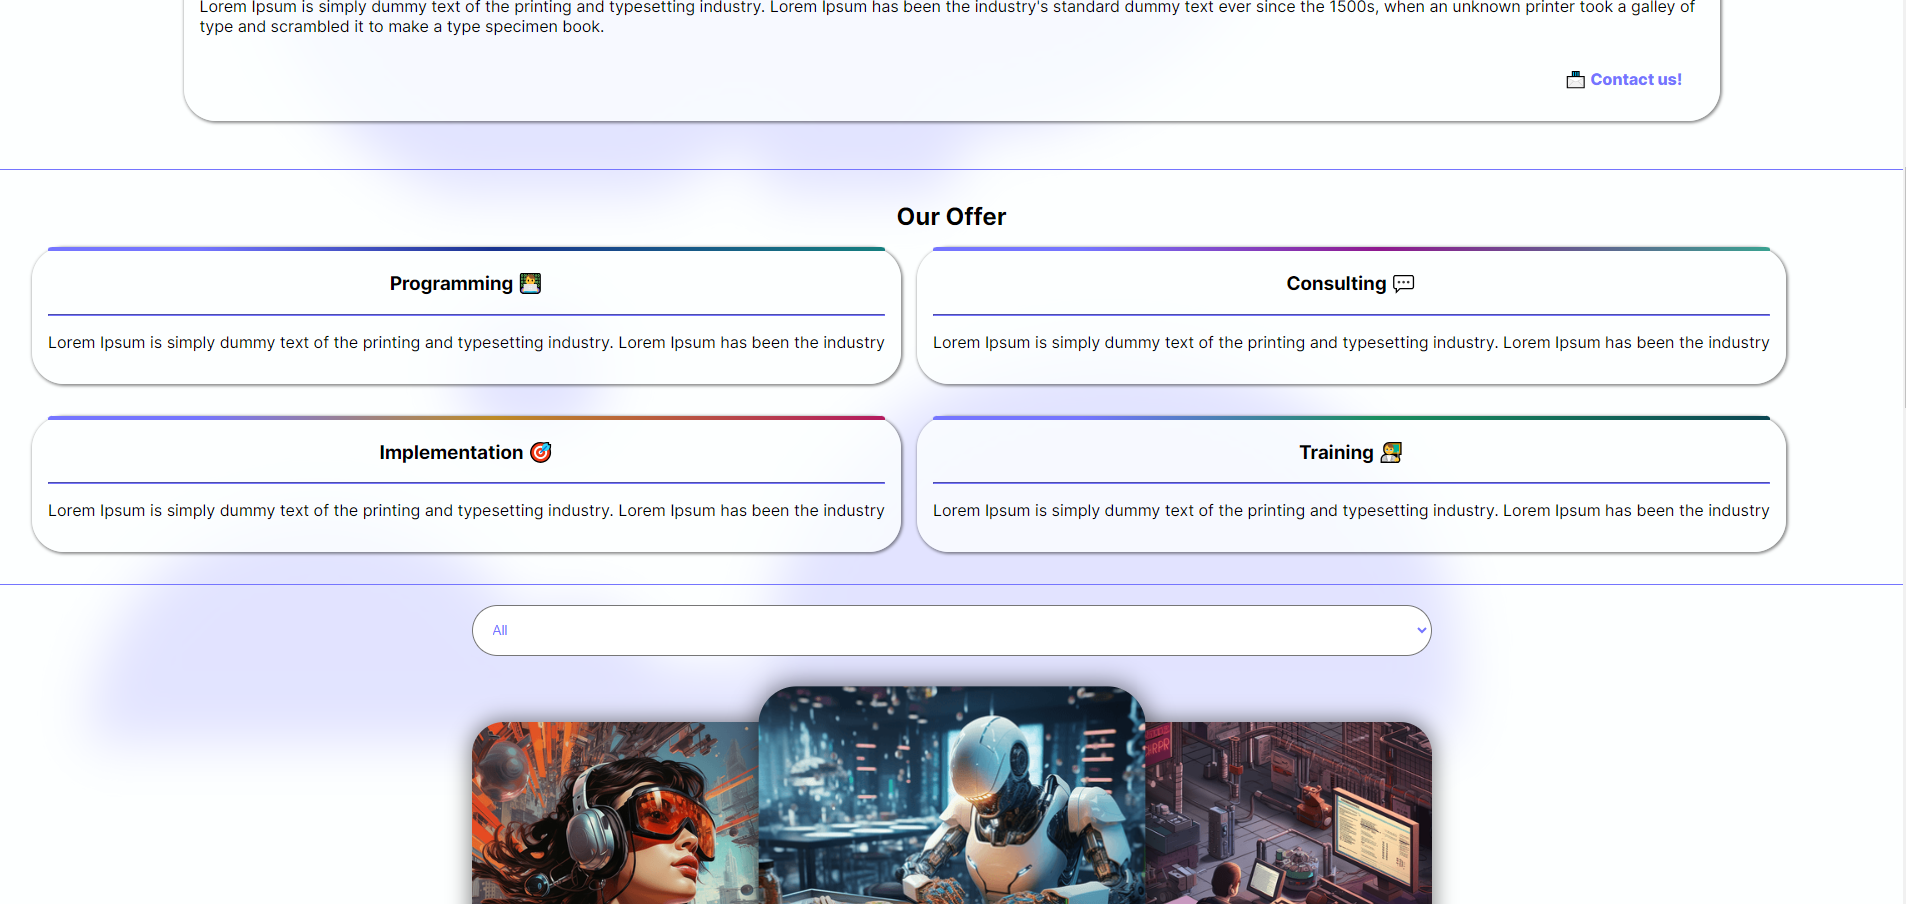 Lorem Ipsum is simply dummy text of the printing and typesetting industry. Lorem Ipsum has been the industry's standard dummy text ever since the 1500s, when an unknown printer took a galley of
type and scrambled it to make a type specimen book.
Contact us!
Our Offer
Programming
Consulting
Lorem Ipsum is simply dummy text of the printing and typesetting industry. Lorem Ipsum has been the industry
Lorem Ipsum is simply dummy text of the printing and typesetting industry. Lorem Ipsum has been the industry
Implementation
Training
Lorem Ipsum is simply dummy text of the printing and typesetting industry. Lorem Ipsum has been the industry
Lorem Ipsum is simply dummy text of the printing and typesetting industry. Lorem Ipsum has been the industry
All